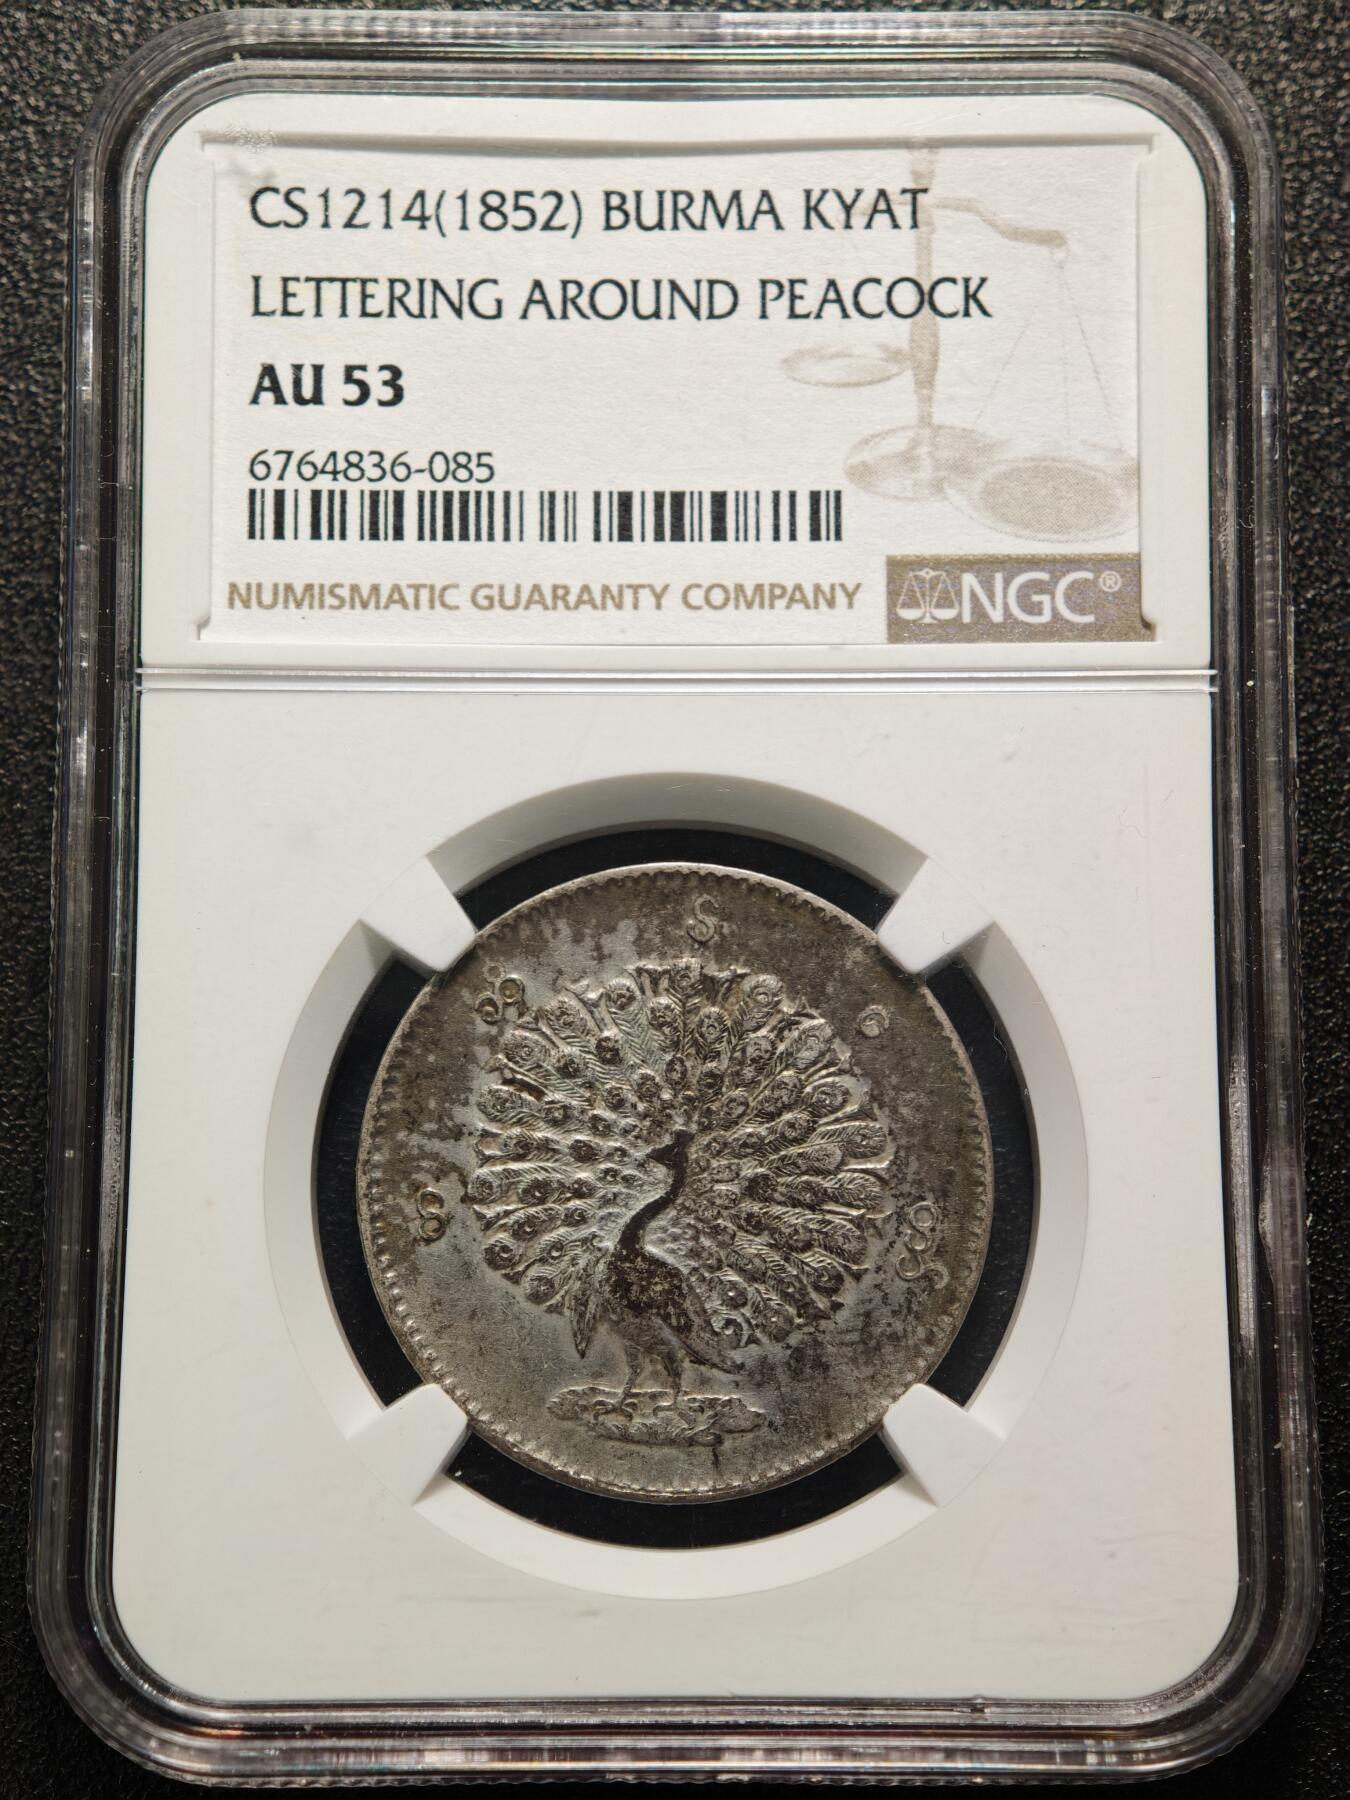 CS1214(1852) BURMA KYAT
LETTERING AROUND PEACOCK
AU 53
6764836-085
NUMISMATIC GUARANTY COMPANY
NGC®